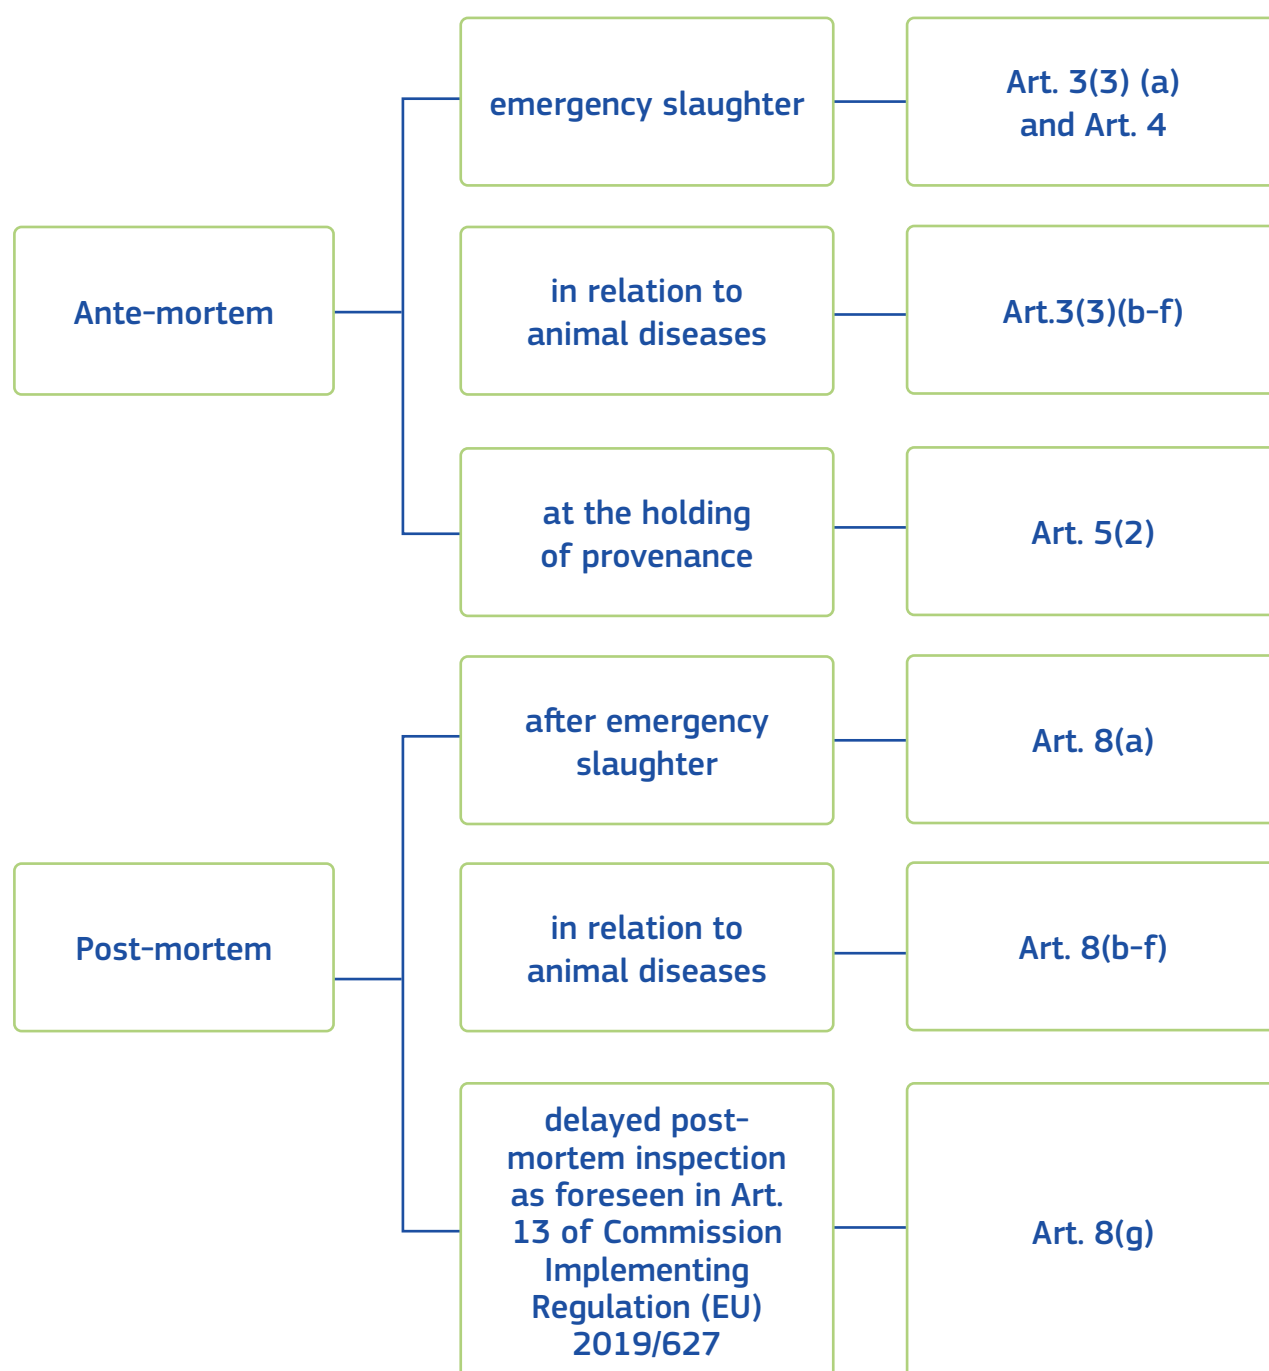 emergency slaughter
Art. 3(3) (a)
and Art. 4
Ante-mortem
in relation to
animal diseases
Art.3(3)(b-f)
at the holding
of provenance
Art. 5(2)
after emergency
slaughter
Art. 8(a)
Post-mortem
in relation to
animal diseases
Art. 8(b-f)
delayed post-
mortem inspection
as foreseen in Art.
13 of Commission
Implementing
Regulation (EU)
2019/627
Art. 8(g)